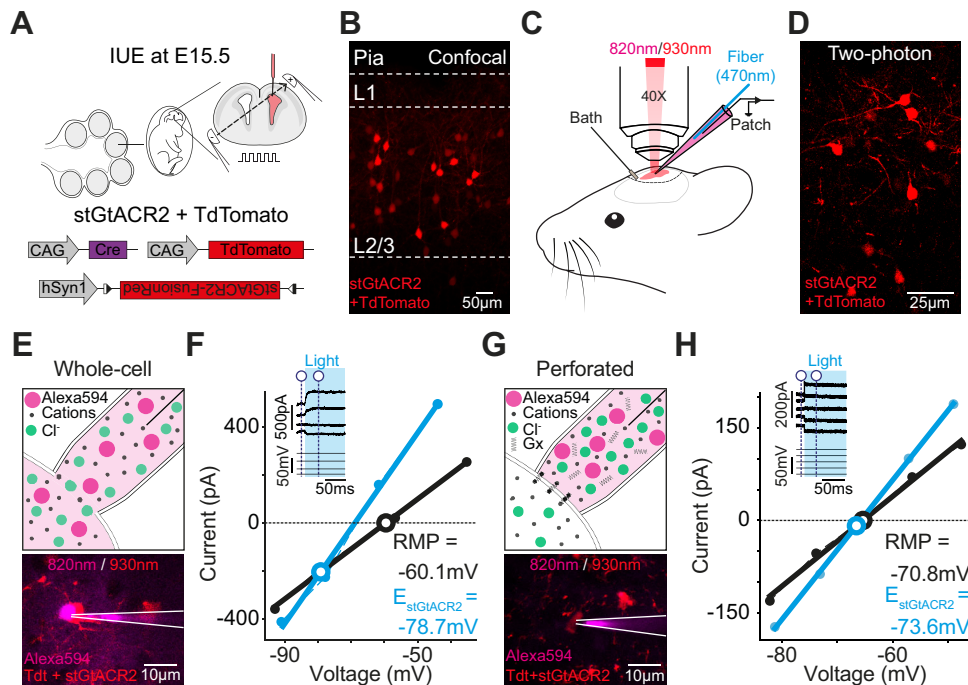 A
IUE at E15.5
stGtACR2 + TdTomato
CAG
Cre
CAG
TdTomato
hSyn1
stGtACR2-FusionRed
B
Pia
Confocal
L1
L2/3
stGtACR2
+TdTomato
50μm
C
820nm/930nm
Fiber
(470nm)
40X
Bath
Patch
D
Two-photon
stGtACR2
+TdTomato
25μm
E
Whole-cell
Alexa594
Cations
Cl-
820nm / 930nm
Alexa594
Tdt + stGtACR2
10μm
F
Light
500pA
50mV
50ms
400
0
-400
Current (pA)
RMP =
-60.1mV
EstGtACR2 =
-78.7mV
-90
-50
Voltage (mV)
G
Perforated
Alexa594
Cations
Cl-
Gx
820nm / 930nm
Alexa594
Tdt+stGtACR2
10μm
H
Light
200pA
50mV
50ms
150
0
-150
Current (pA)
RMP =
-70.8mV
EstGtACR2 =
-73.6mV
-80
-60
Voltage (mV)